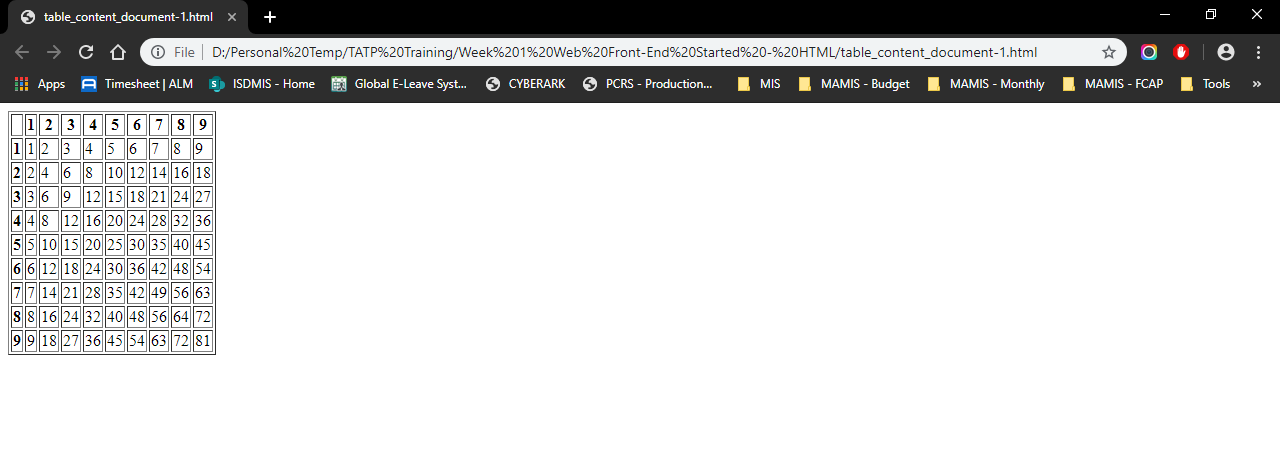 table_content_document-1.html
File D:/Personal%20Temp/TATP%20Training/Week%201%20Web%20Front-End%20Started%20-%20HTML/table_content_document-1.html
Apps Timesheet | ALM ISDMIS - Home Global E-Leave Syst... CYBERARK PCRS - Production... MIS MAMIS - Budget MAMIS - Monthly MAMIS - FCAP Tools »
1 2 3 4 5 6 7 8 9
1 1 2 3 4 5 6 7 8 9
2 2 4 6 8 10 12 14 16 18
3 3 6 9 12 15 18 21 24 27
4 4 8 12 16 20 24 28 32 36
5 5 10 15 20 25 30 35 40 45
6 6 12 18 24 30 36 42 48 54
7 7 14 21 28 35 42 49 56 63
8 8 16 24 32 40 48 56 64 72
9 9 18 27 36 45 54 63 72 81